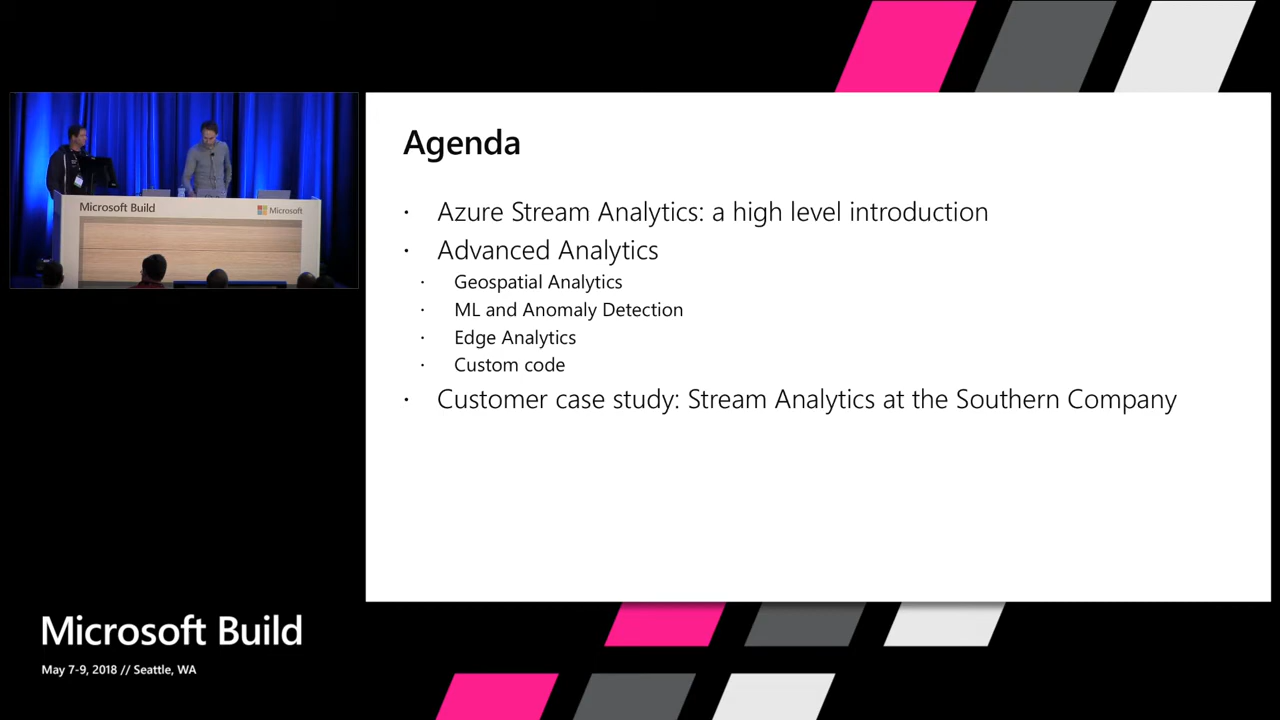 Microsoft Build
Microsoft
Agenda
· Azure Stream Analytics: a high level introduction
· Advanced Analytics
· Geospatial Analytics
· ML and Anomaly Detection
· Edge Analytics
· Custom code
· Customer case study: Stream Analytics at the Southern Company
Microsoft Build
May 7-9, 2018 // Seattle, WA